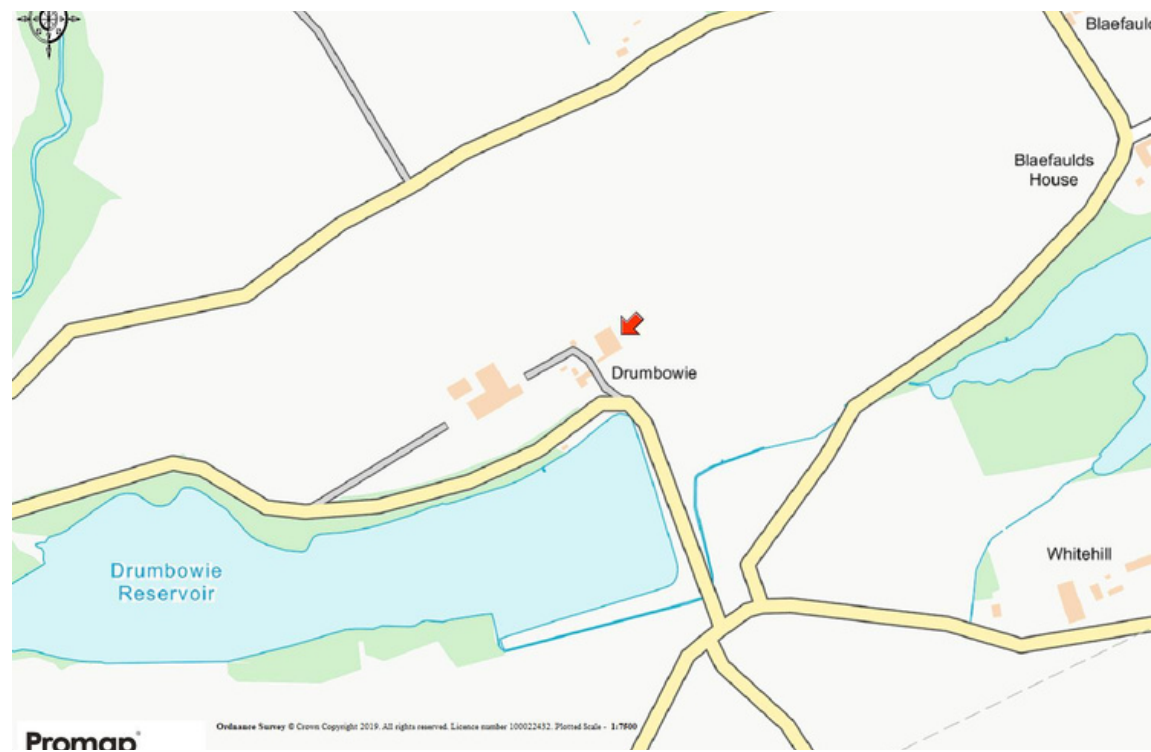 Blaefauld
Blaefaulds
House
Drumbowie
Drumbowie
Reservoir
Whitehill
Ordnance Survey © Crown Copyright 2019. All rights reserved. Licence number 100022432. Plotted Scale - 1:7500
Promap